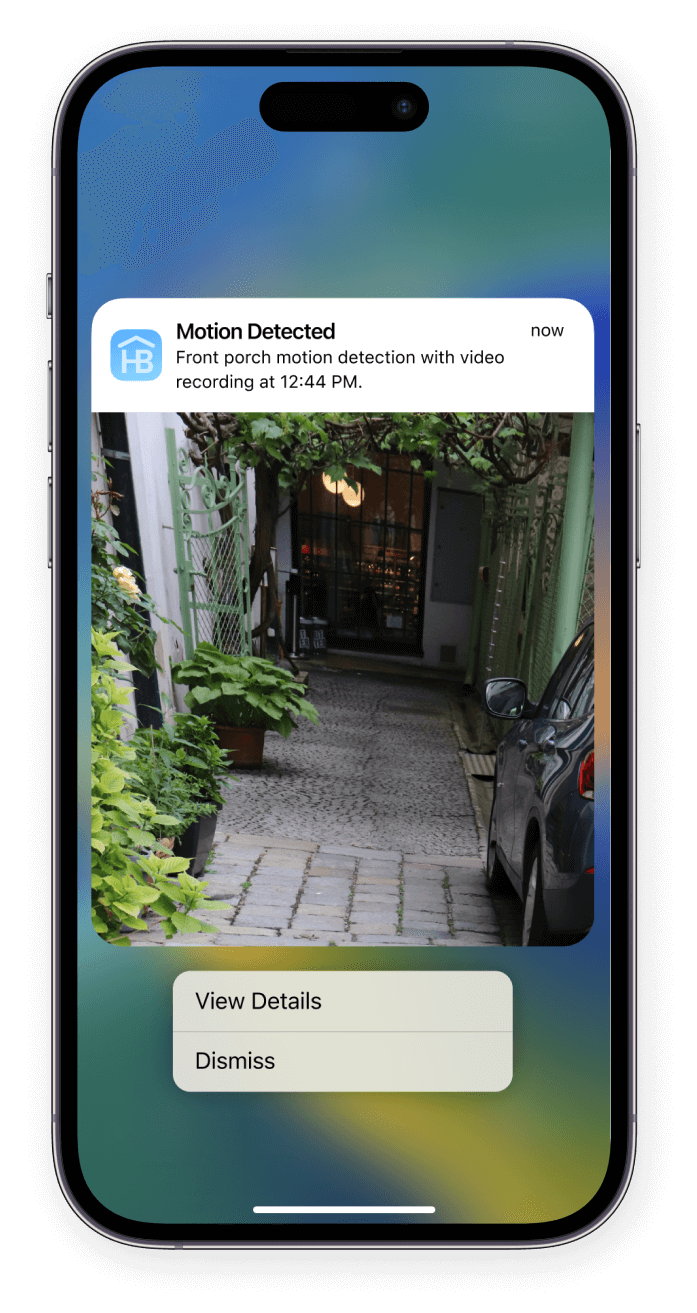 HB
Motion Detected
now
Front porch motion detection with video
recording at 12:44 PM.
View Details
Dismiss